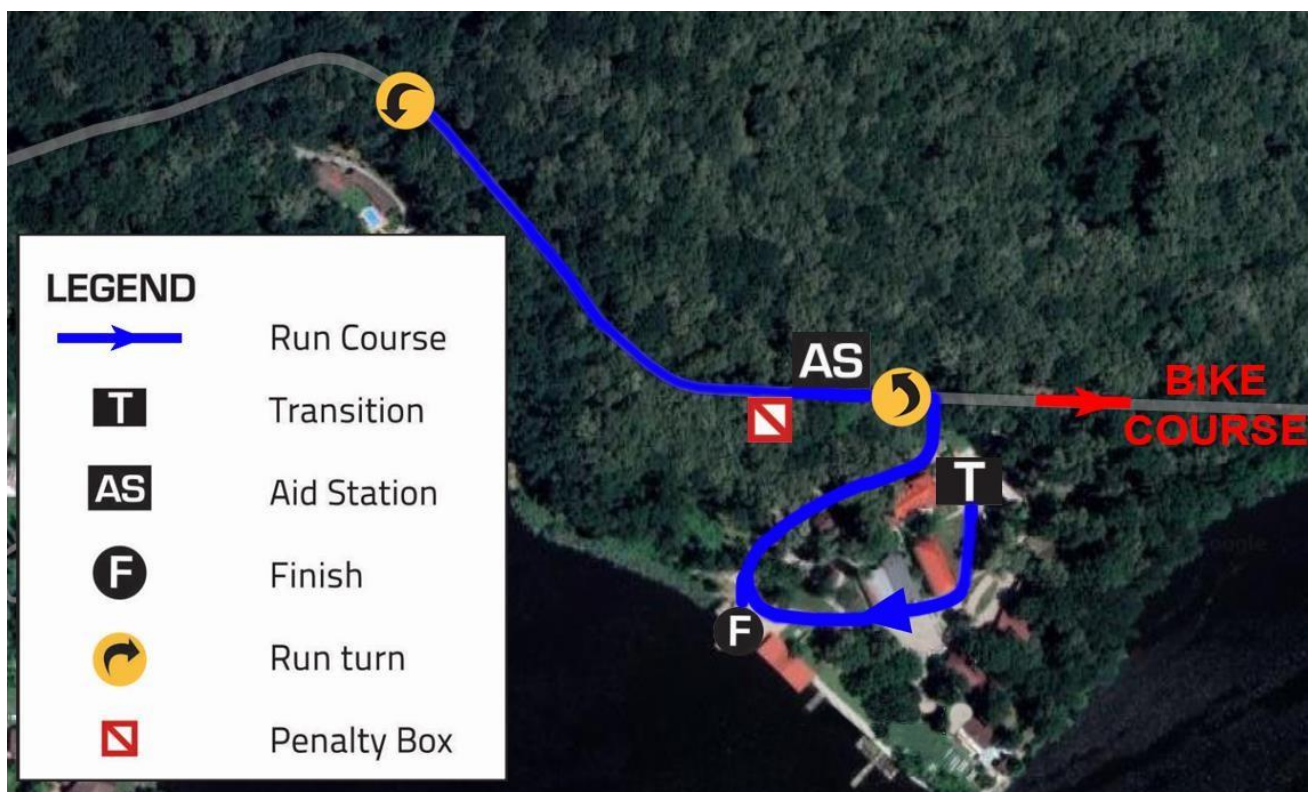 AS
BIKE
COURSE
T
F
LEGEND
Run Course
T
Transition
AS
Aid Station
F
Finish
Run turn
Penalty Box